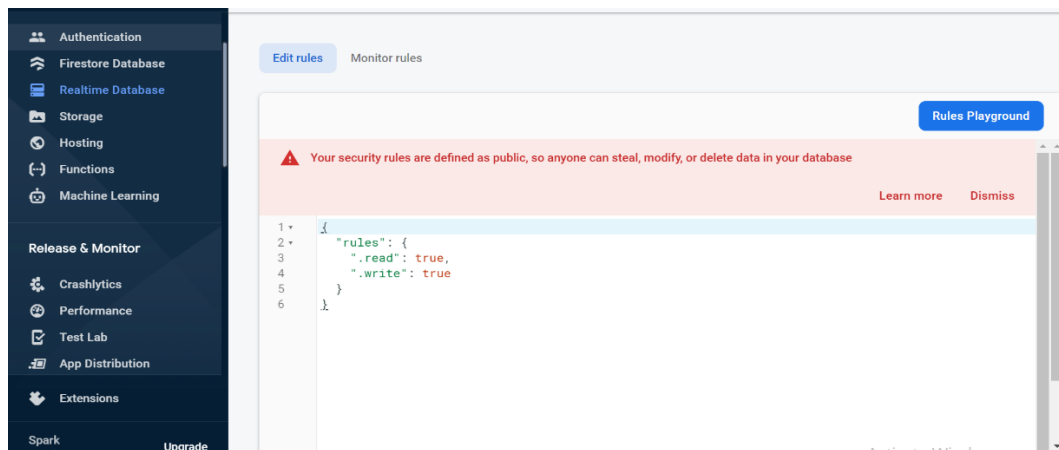 Authentication
Firestore Database
Realtime Database
Storage
Hosting
Functions
Machine Learning
Release & Monitor
Crashlytics
Performance
Test Lab
App Distribution
Extensions
Spark
Upgrade
Edit rules Monitor rules
Rules Playground
Your security rules are defined as public, so anyone can steal, modify, or delete data in your database
Learn more Dismiss
1 {
2 "rules": {
3 ".read": true,
4 ".write": true
5 }
6 }